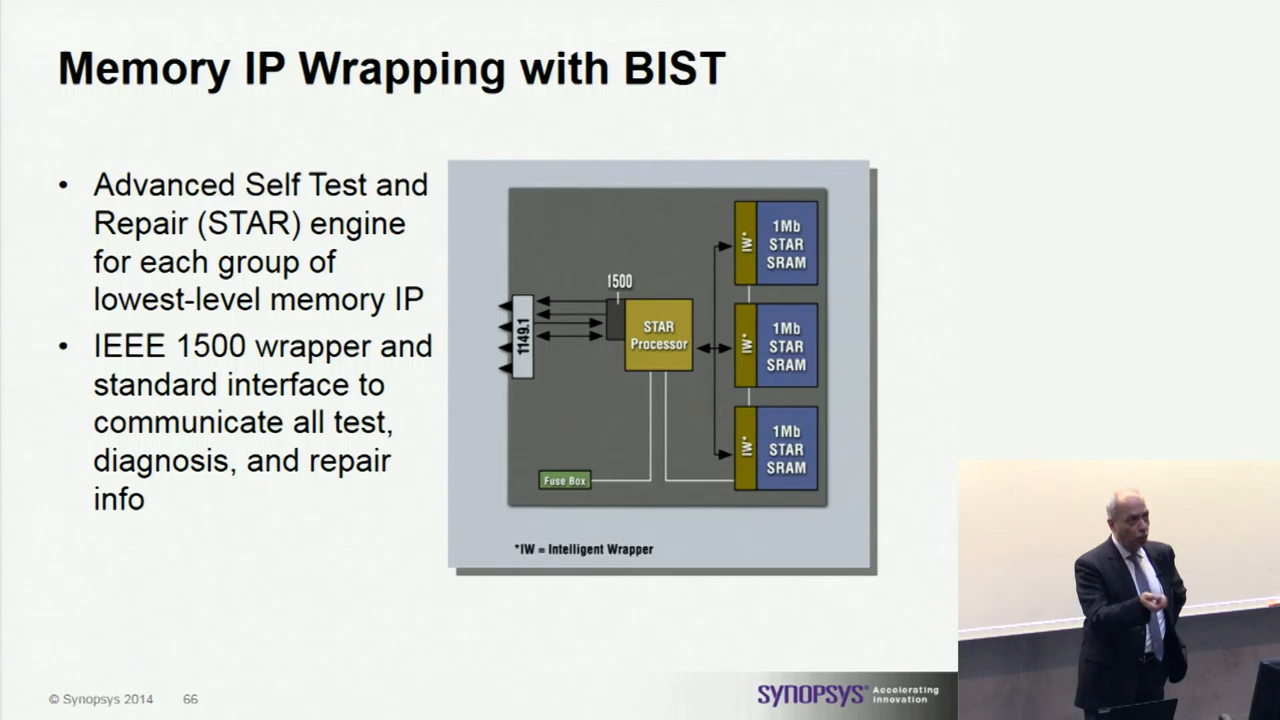 Memory IP Wrapping with BIST
• Advanced Self Test and
Repair (STAR) engine
for each group of
lowest-level memory IP
• IEEE 1500 wrapper and
standard interface to
communicate all test,
diagnosis, and repair
info
1500
1149.1
STAR
Processor
Fuse Box
IW*
1Mb
STAR
SRAM
IW*
1Mb
STAR
SRAM
IW*
1Mb
STAR
SRAM
*IW = Intelligent Wrapper
© Synopsys 2014
66
SYNOPSYS
Accelerating
Innovation